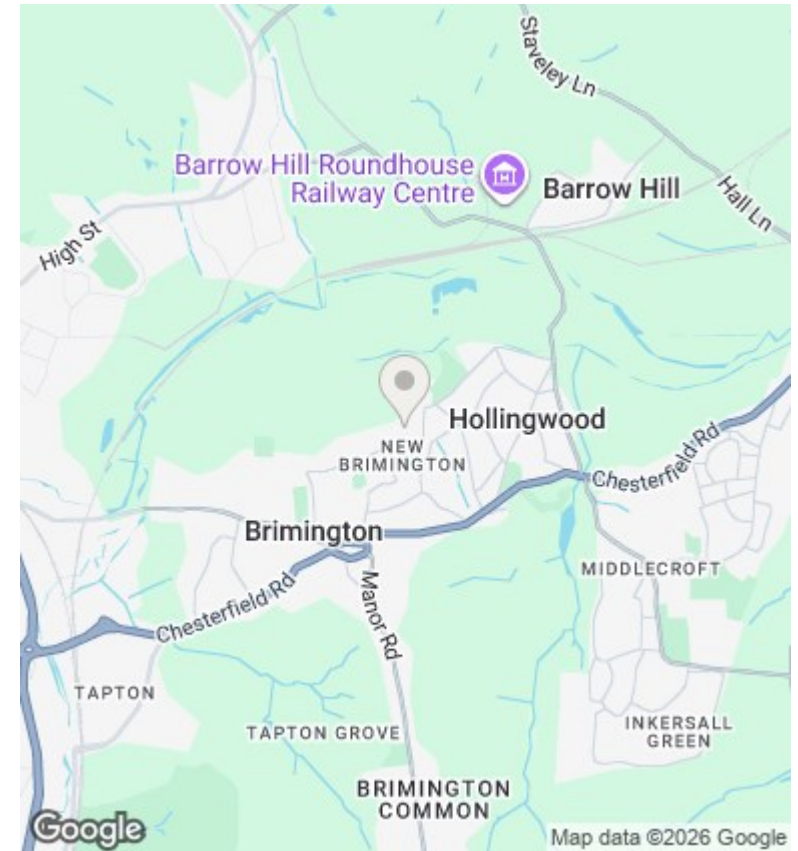 Staveley Ln
Barrow Hill Roundhouse
Railway Centre
Barrow Hill
Hall Ln
High St
Hollingwood
NEW
BRIMINGTON
Chesterfield Rd
Brimington
MIDDLECROFT
Manor Rd
Chesterfield Rd
TAPTON
TAPTON GROVE
INKERSALL
GREEN
BRIMINGTON
COMMON
Google
Map data ©2026 Google